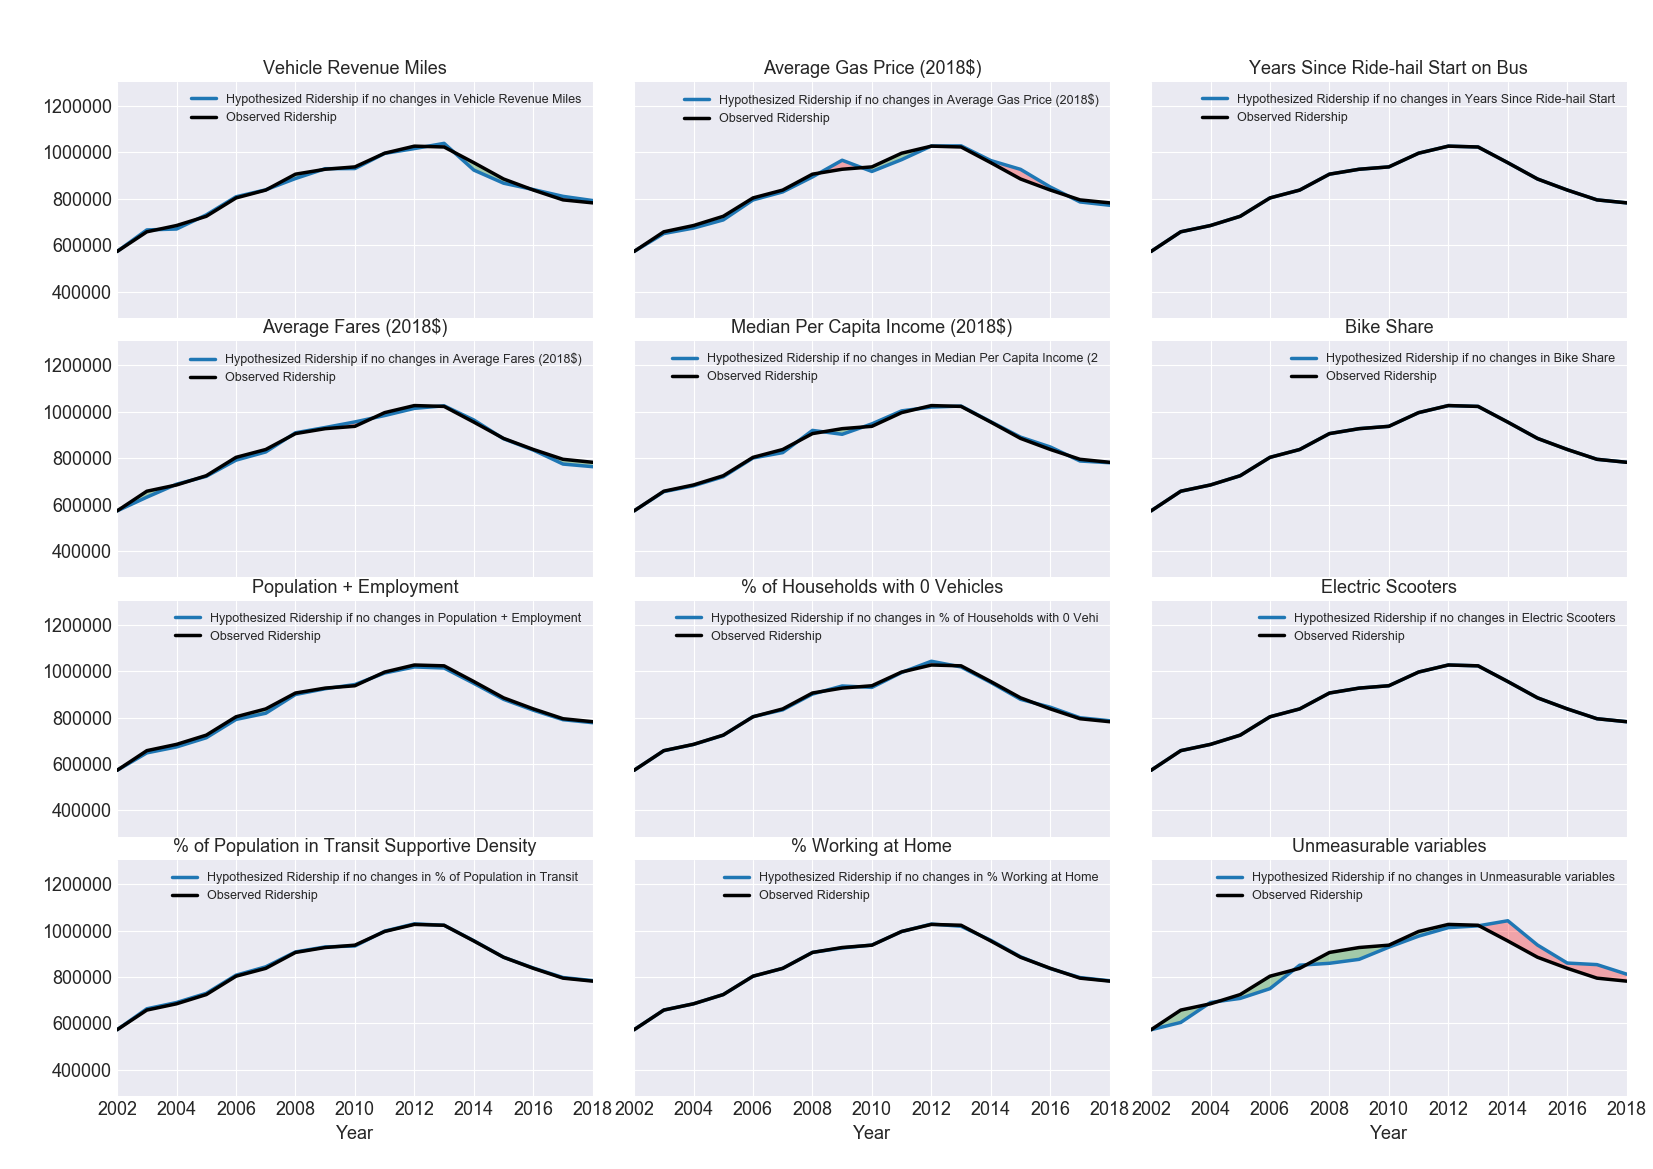 Vehicle Revenue Miles
Average Gas Price (2018$)
Years Since Ride-hail Start on Bus
1200000
1000000
800000
600000
400000
Hypothesized Ridership if no changes in Vehicle Revenue Miles
Observed Ridership
Hypothesized Ridership if no changes in Average Gas Price (2018$)
Observed Ridership
Hypothesized Ridership if no changes in Years Since Ride-hail Start
Observed Ridership
Average Fares (2018$)
Median Per Capita Income (2018$)
Bike Share
1200000
1000000
800000
600000
400000
Hypothesized Ridership if no changes in Average Fares (2018$)
Observed Ridership
Hypothesized Ridership if no changes in Median Per Capita Income (2
Observed Ridership
Hypothesized Ridership if no changes in Bike Share
Observed Ridership
Population + Employment
% of Households with 0 Vehicles
Electric Scooters
1200000
1000000
800000
600000
400000
Hypothesized Ridership if no changes in Population + Employment
Observed Ridership
Hypothesized Ridership if no changes in % of Households with 0 Vehi
Observed Ridership
Hypothesized Ridership if no changes in Electric Scooters
Observed Ridership
% of Population in Transit Supportive Density
% Working at Home
Unmeasurable variables
1200000
1000000
800000
600000
400000
Hypothesized Ridership if no changes in % of Population in Transit
Observed Ridership
Hypothesized Ridership if no changes in % Working at Home
Observed Ridership
Hypothesized Ridership if no changes in Unmeasurable variables
Observed Ridership
2002 2004 2006 2008 2010 2012 2014 2016 2018
2002 2004 2006 2008 2010 2012 2014 2016 2018
2002 2004 2006 2008 2010 2012 2014 2016 2018
Year
Year
Year